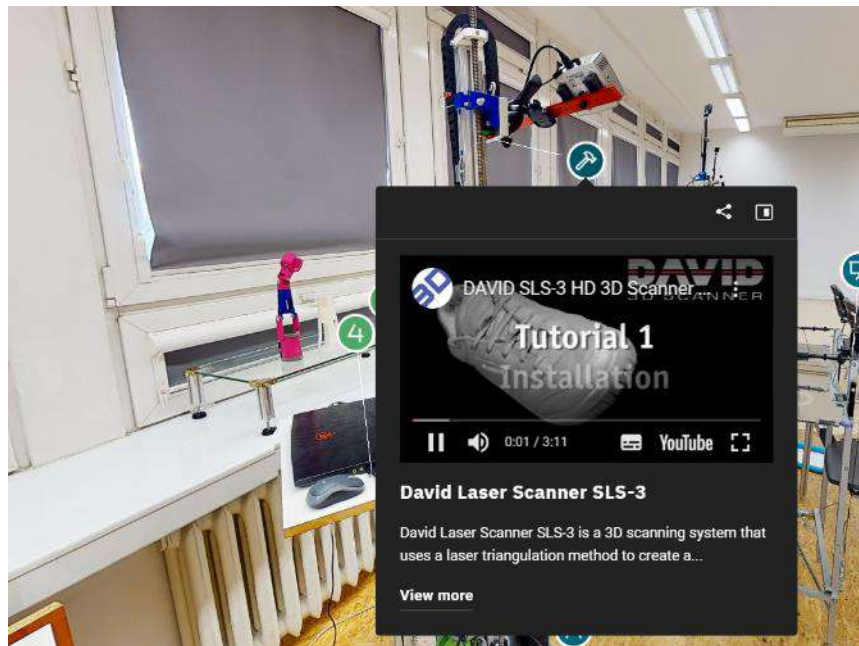 4
DAVID
3D SCANNER
DAVID SLS-3 HD 3D Scanner ...
Tutorial 1
Installation
0:01 / 3:11
YouTube
David Laser Scanner SLS-3
David Laser Scanner SLS-3 is a 3D scanning system that
uses a laser triangulation method to create a...
View more